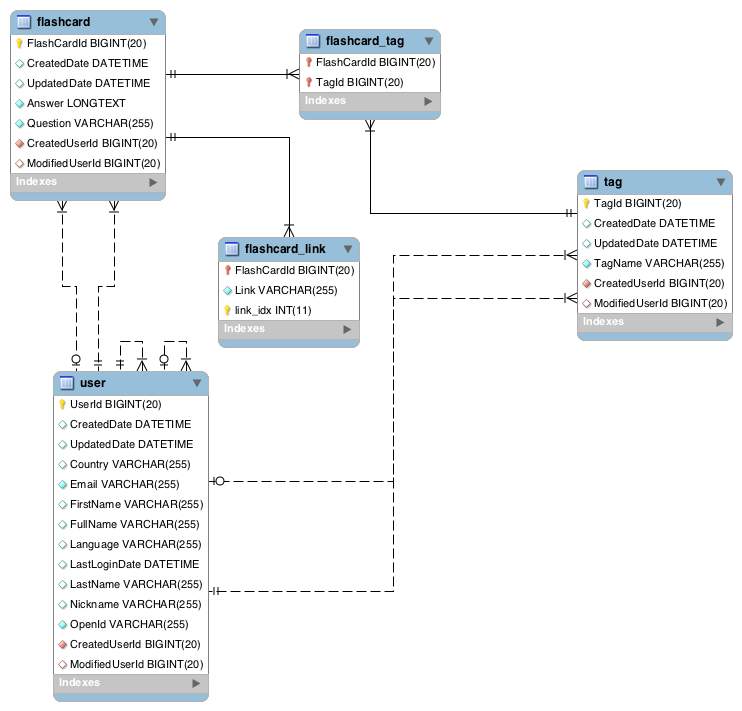 flashcard
FlashCardId BIGINT(20)
CreatedDate DATETIME
UpdatedDate DATETIME
Answer LONGTEXT
Question VARCHAR(255)
CreatedUserId BIGINT(20)
ModifiedUserId BIGINT(20)
Indexes
flashcard_tag
FlashCardId BIGINT(20)
TagId BIGINT(20)
Indexes
tag
TagId BIGINT(20)
CreatedDate DATETIME
UpdatedDate DATETIME
TagName VARCHAR(255)
CreatedUserId BIGINT(20)
ModifiedUserId BIGINT(20)
Indexes
flashcard_link
FlashCardId BIGINT(20)
Link VARCHAR(255)
link_idx INT(11)
Indexes
user
UserId BIGINT(20)
CreatedDate DATETIME
UpdatedDate DATETIME
Country VARCHAR(255)
Email VARCHAR(255)
FirstName VARCHAR(255)
FullName VARCHAR(255)
Language VARCHAR(255)
LastLoginDate DATETIME
LastName VARCHAR(255)
Nickname VARCHAR(255)
OpenId VARCHAR(255)
CreatedUserId BIGINT(20)
ModifiedUserId BIGINT(20)
Indexes